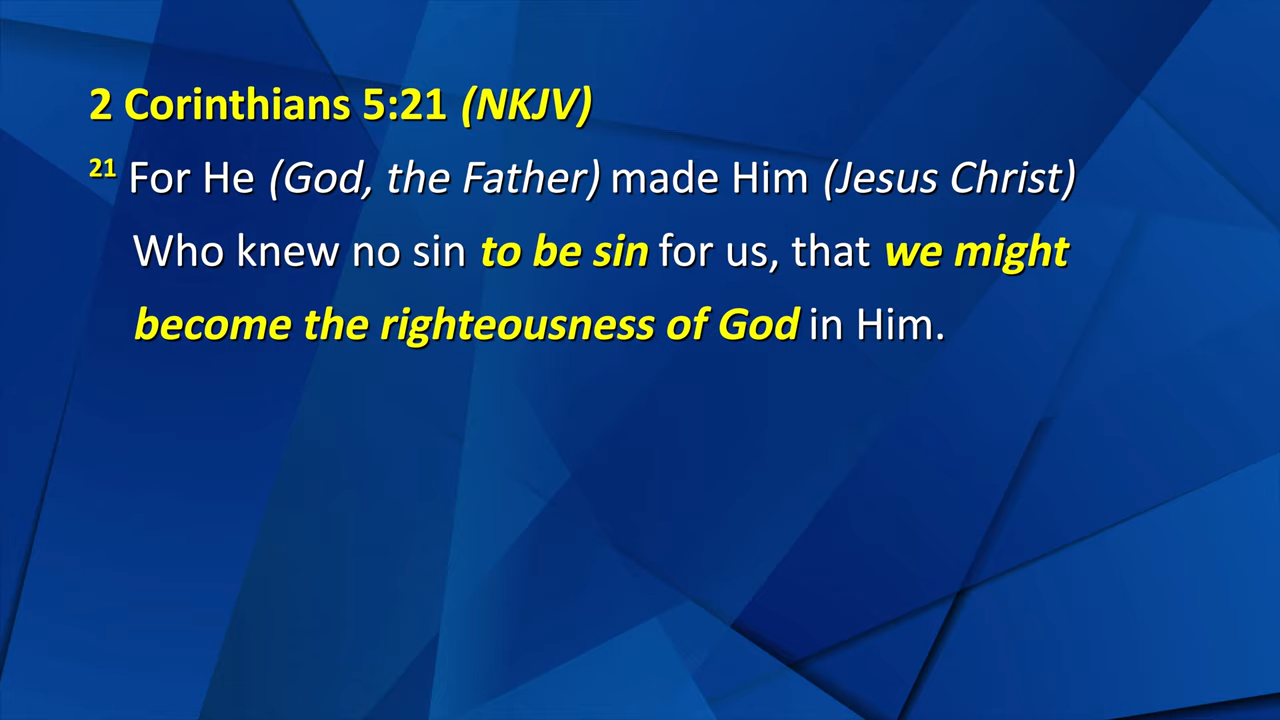 2 Corinthians 5:21 (NKJV)
21 For He (God, the Father) made Him (Jesus Christ)
Who knew no sin to be sin for us, that we might
become the righteousness of God in Him.